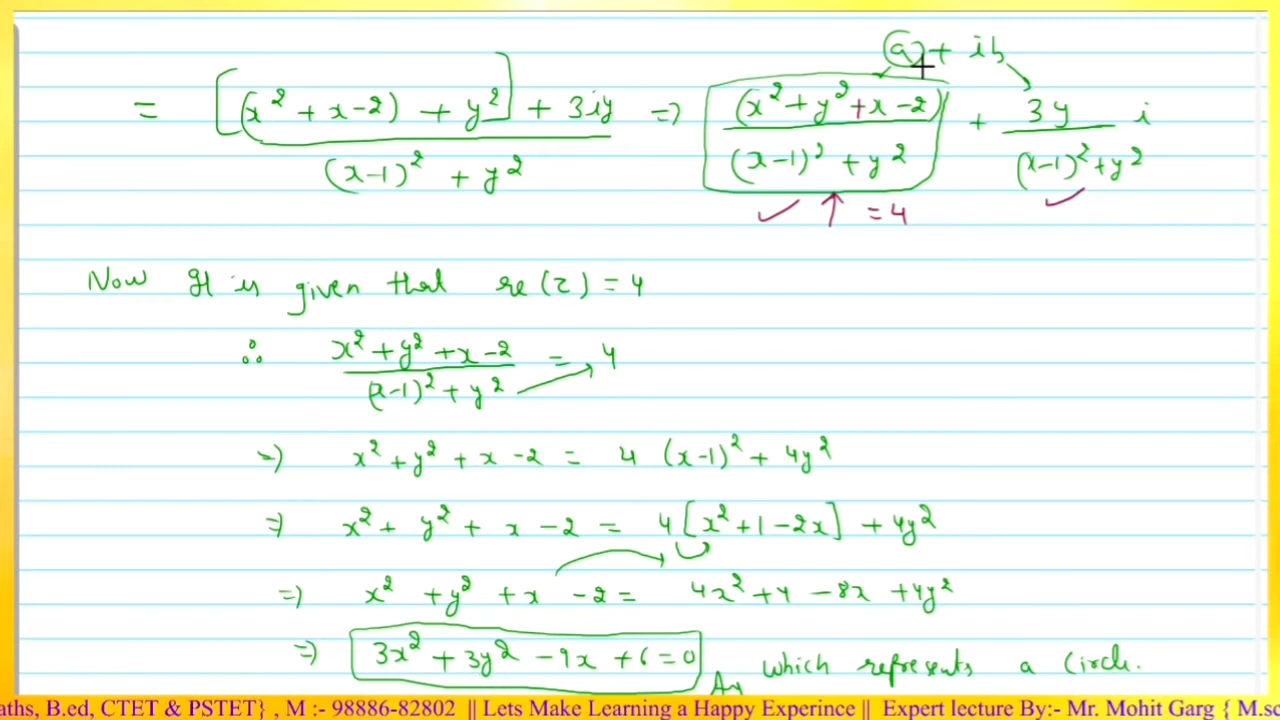 (a) + ib
= [(x² + x-2) + y²] + 3iy / (x-1)² + y² => (x² + y² + x -2) / (x-1)² + y² + 3y / (x-1)² + y² i
✓ ↑ = 4 ✓
Now It is given that re(z) = 4
∴ x² + y² + x - 2 / (x-1)² + y² = 4
=> x² + y² + x - 2 = 4 (x-1)² + 4y²
=> x² + y² + x - 2 = 4[x² + 1 - 2x] + 4y²
=> x² + y² + x - 2 = 4x² + 4 - 8x + 4y²
=> 3x² + 3y² - 9x + 6 = 0 Ans which represents a circle.
aths, B.ed, CTET & PSTET} , M :- 98886-82802 || Lets Make Learning a Happy Experince || Expert lecture By:- Mr. Mohit Garg { M.sc